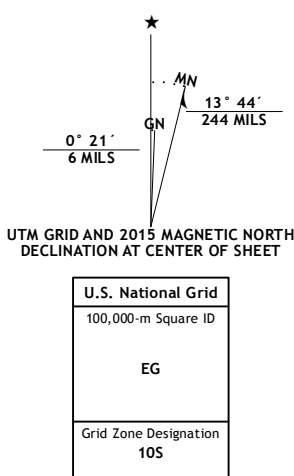 MN
13° 44´
244 MILS
GN
0° 21´
6 MILS
UTM GRID AND 2015 MAGNETIC NORTH
DECLINATION AT CENTER OF SHEET
U.S. National Grid
100,000-m Square ID
EG
Grid Zone Designation
10S